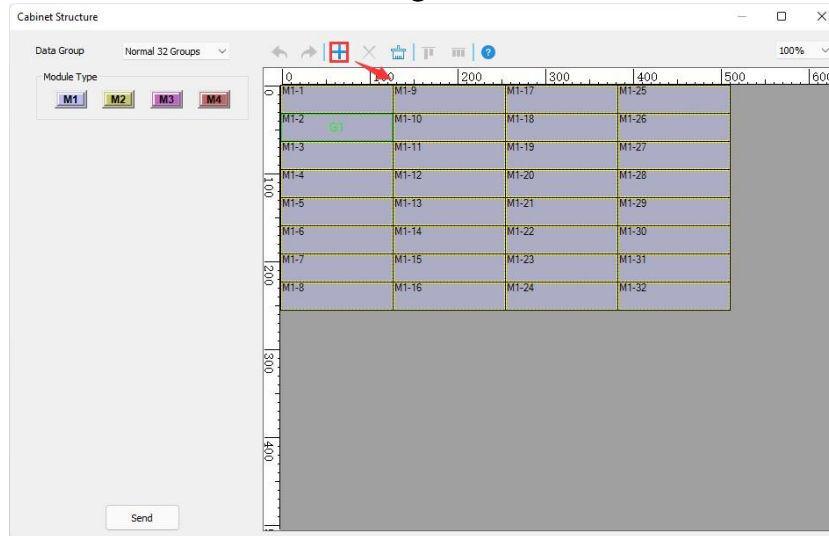 Cabinet Structure
Data Group Normal 32 Groups 100%
Module Type
M1 M2 M3 M4
0 100 200 300 400 500 600
0
100
200
300
400
M1-1 M1-9 M1-17 M1-25
M1-2 G1 M1-10 M1-18 M1-26
M1-3 M1-11 M1-19 M1-27
M1-4 M1-12 M1-20 M1-28
M1-5 M1-13 M1-21 M1-29
M1-6 M1-14 M1-22 M1-30
M1-7 M1-15 M1-23 M1-31
M1-8 M1-16 M1-24 M1-32
Send